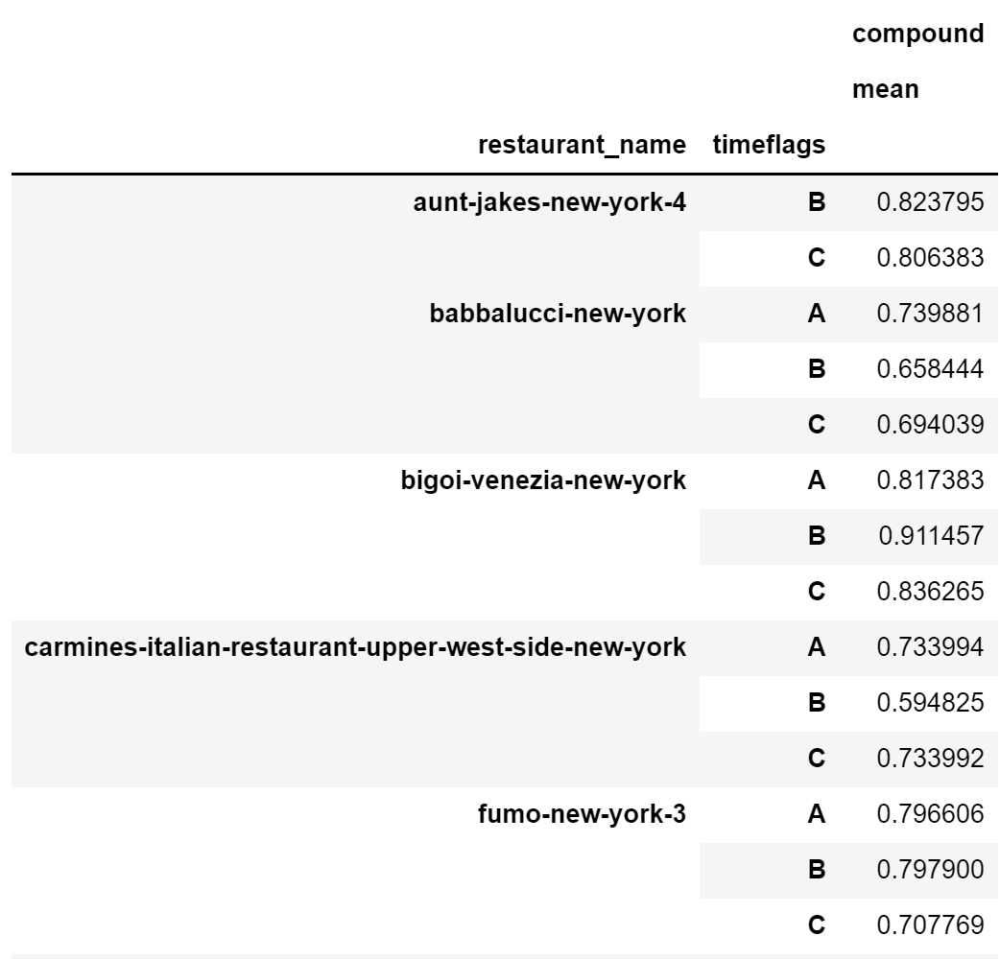 compound
mean
restaurant_name timeflags
aunt-jakes-new-york-4 B 0.823795
C 0.806383
babbalucci-new-york A 0.739881
B 0.658444
C 0.694039
bigoi-venezia-new-york A 0.817383
B 0.911457
C 0.836265
carmines-italian-restaurant-upper-west-side-new-york A 0.733994
B 0.594825
C 0.733992
fumo-new-york-3 A 0.796606
B 0.797900
C 0.707769